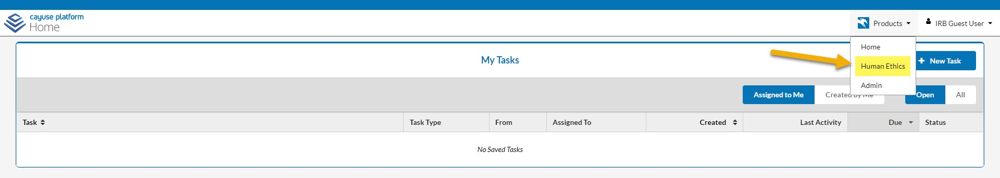 cayuse platform
Home
Products
IRB Guest User
Home
Human Ethics
Admin
My Tasks
+ New Task
Assigned to Me
Created by Me
Open
All
Task
Task Type
From
Assigned To
Created
Last Activity
Due
Status
No Saved Tasks